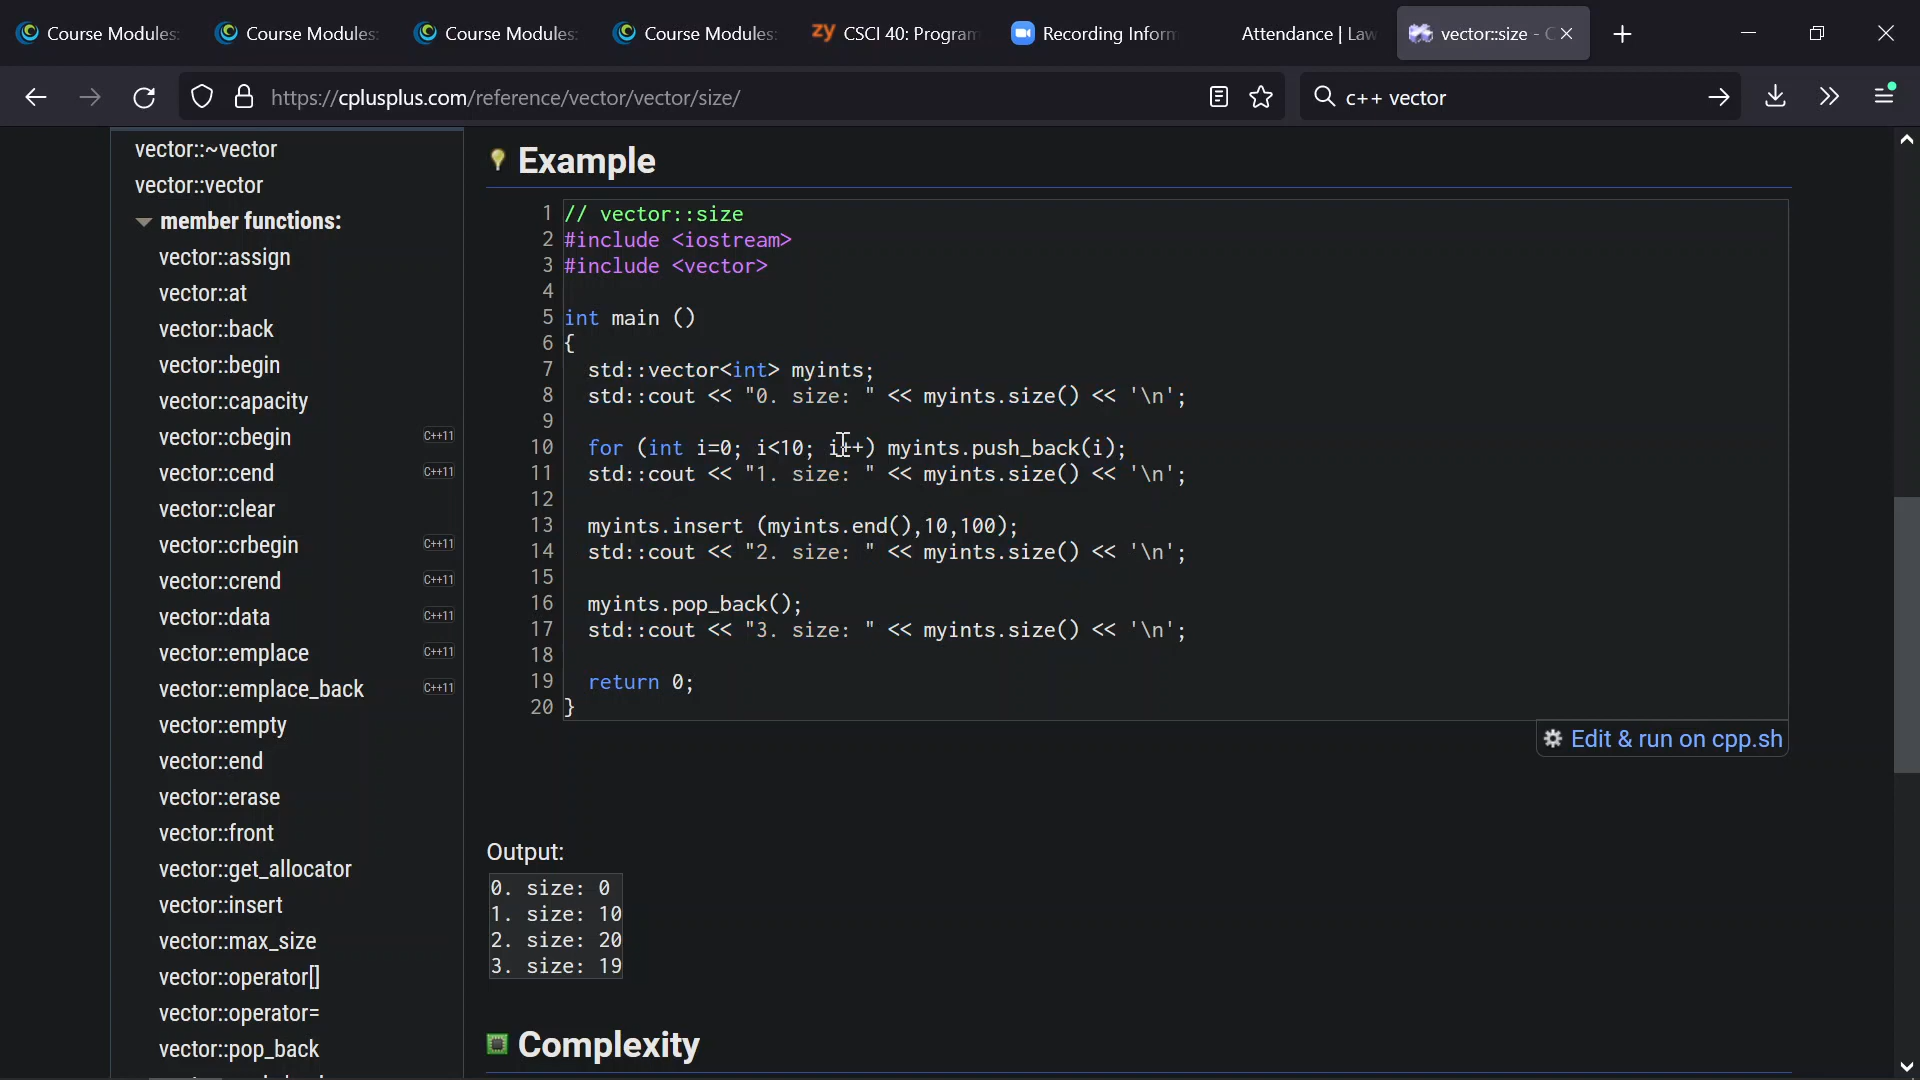 Course Modules:
Course Modules:
Course Modules:
Course Modules:
zy CSCI 40: Program
Recording Inform
Attendance | Law
vector::size - C
https://cplusplus.com/reference/vector/vector/size/
c++ vector
vector::~vector
vector::vector
member functions:
vector::assign
vector::at
vector::back
vector::begin
vector::capacity
vector::cbegin C++11
vector::cend C++11
vector::clear
vector::crbegin C++11
vector::crend C++11
vector::data C++11
vector::emplace C++11
vector::emplace_back C++11
vector::empty
vector::end
vector::erase
vector::front
vector::get_allocator
vector::insert
vector::max_size
vector::operator[]
vector::operator=
vector::pop_back
Example
1 // vector::size
2 #include <iostream>
3 #include <vector>
4
5 int main ()
6 {
7 std::vector<int> myints;
8 std::cout << "0. size: " << myints.size() << '\n';
9
10 for (int i=0; i<10; i++) myints.push_back(i);
11 std::cout << "1. size: " << myints.size() << '\n';
12
13 myints.insert (myints.end(),10,100);
14 std::cout << "2. size: " << myints.size() << '\n';
15
16 myints.pop_back();
17 std::cout << "3. size: " << myints.size() << '\n';
18
19 return 0;
20 }
Edit & run on cpp.sh
Output:
0. size: 0
1. size: 10
2. size: 20
3. size: 19
Complexity